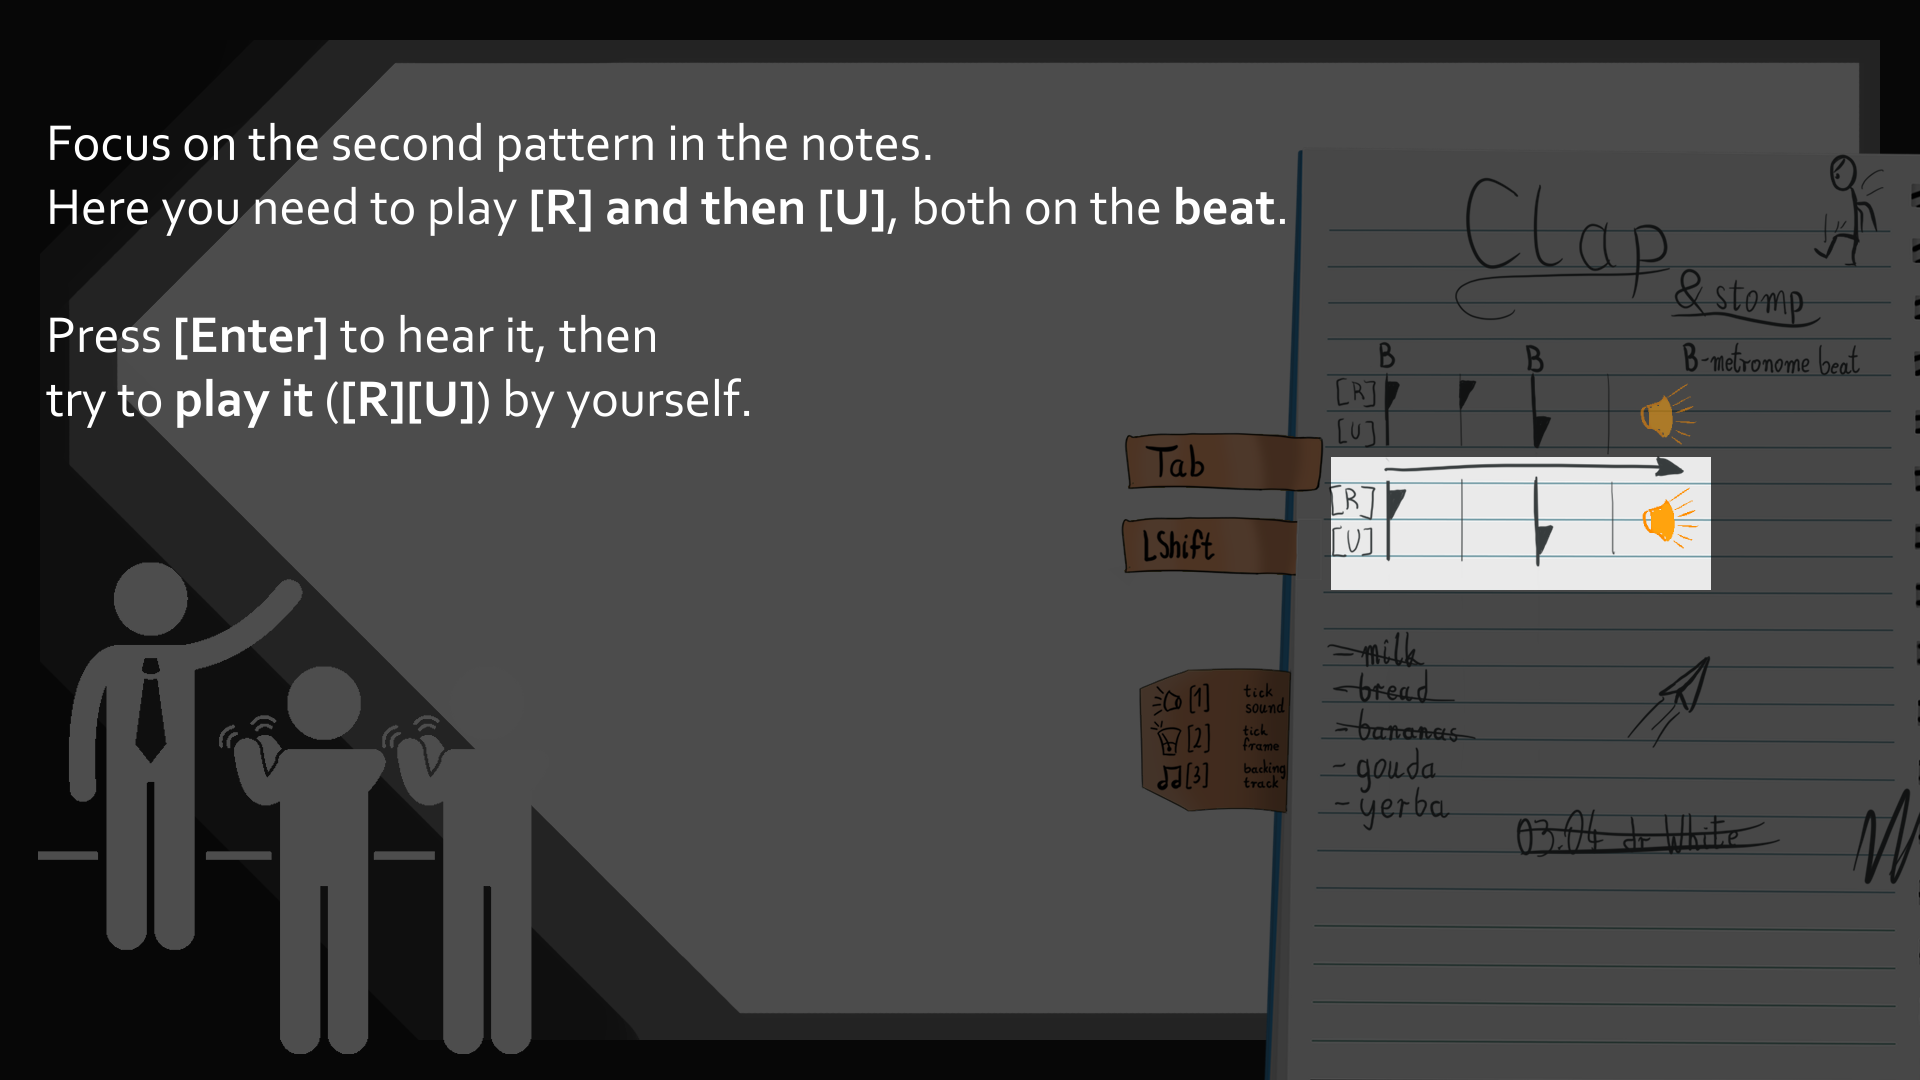 Focus on the second pattern in the notes.
Here you need to play [R] and then [U], both on the beat.
Press [Enter] to hear it, then
try to play it ([R][U]) by yourself.
Clap
& stomp
B B B-metronome beat
[R]
[U]
Tab
[R]
[U]
LShift
- milk
- bread
- bananas
- gouda
- yerba
[1] tick sound
[2] tick frame
[3] backing track
03.04 dr White